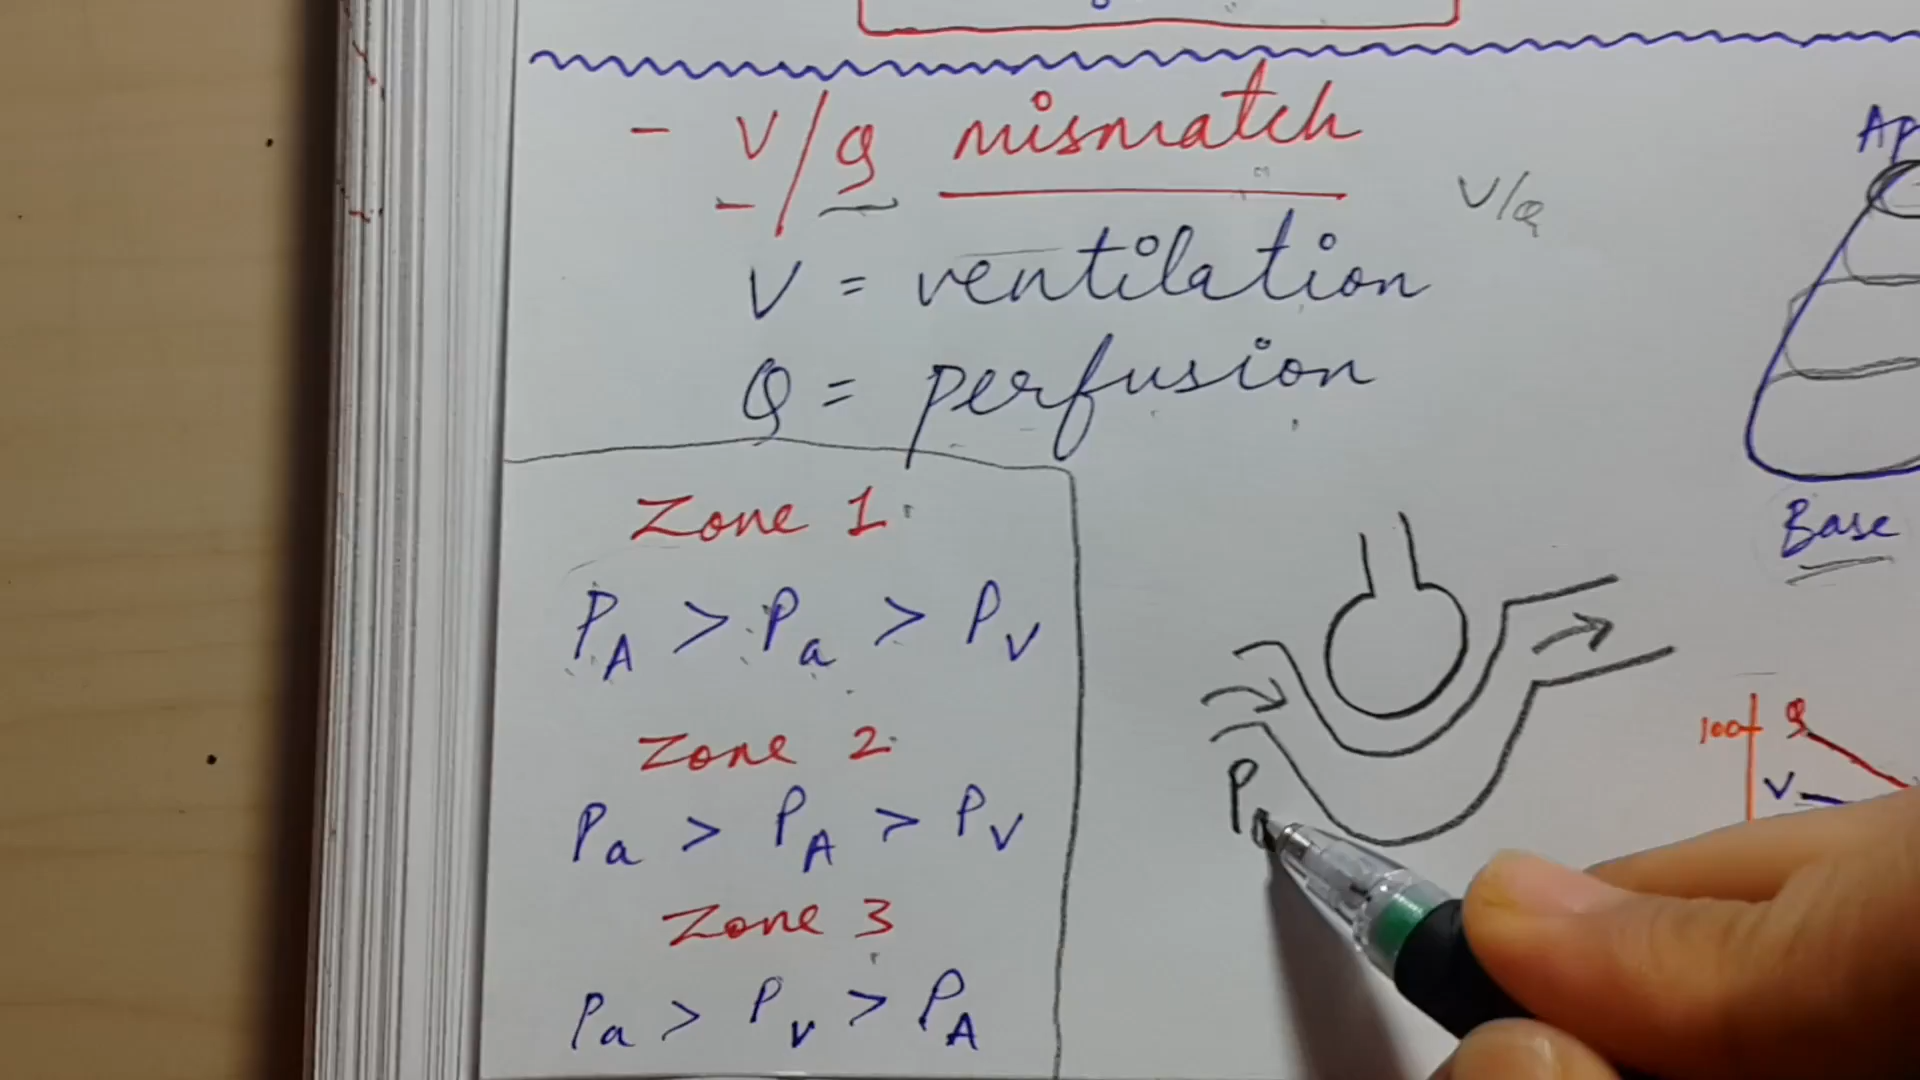 - V/Q mismatch
V/Q
V = ventilation
Q = perfusion
Zone 1
PA > Pa > PV
Zone 2
Pa > PA > PV
Zone 3
Pa > Pv > PA
Ap
Base
Pa
100 Q
V